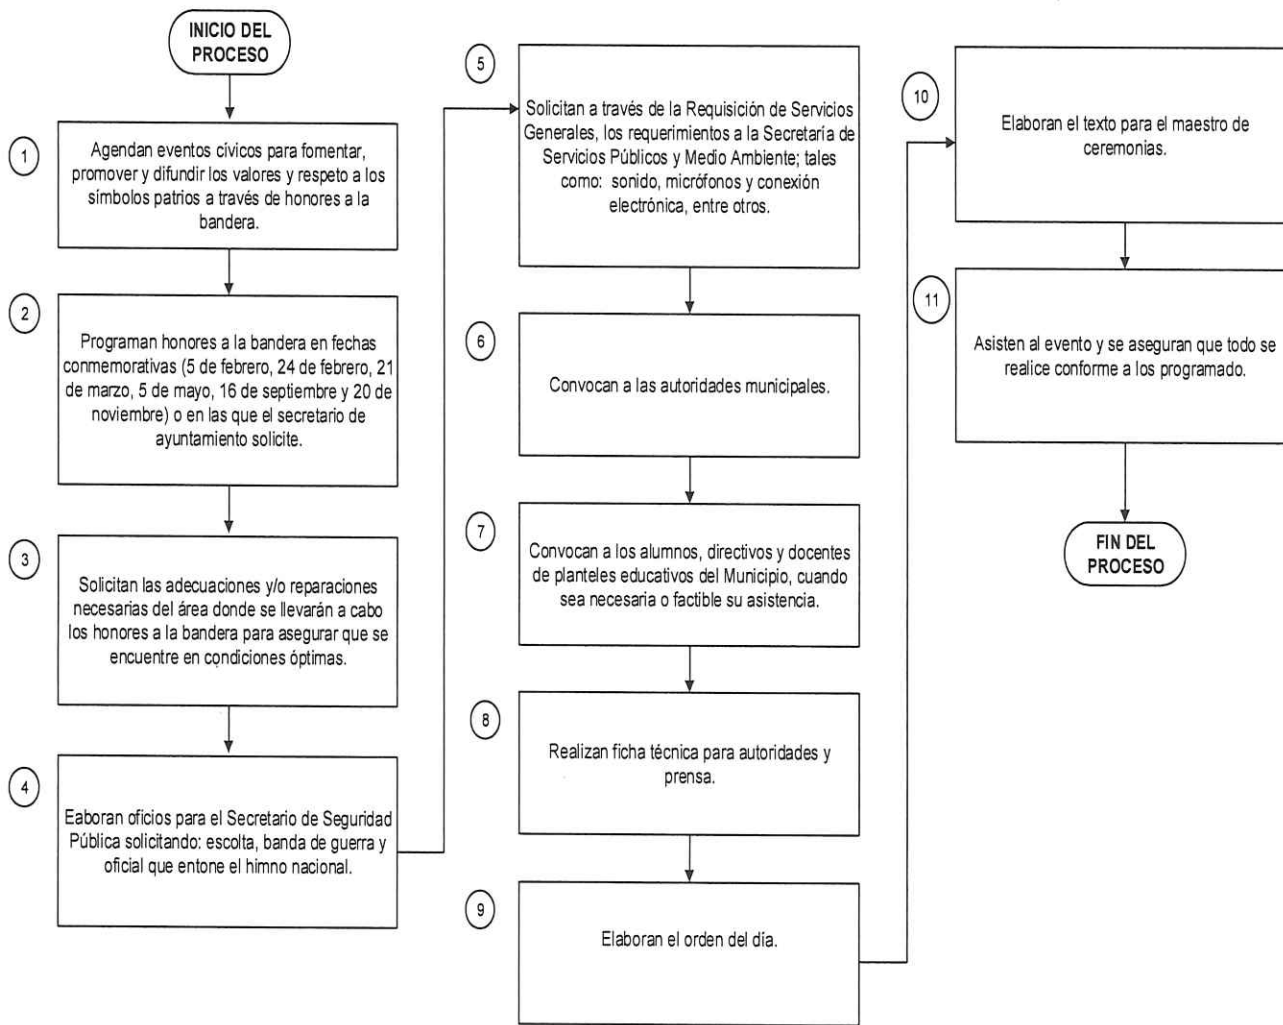 INICIO DEL
PROCESO
1
Agendan eventos cívicos para fomentar,
promover y difundir los valores y respeto a los
símbolos patrios a través de honores a la
bandera.
2
Programan honores a la bandera en fechas
conmemorativas (5 de febrero, 24 de febrero, 21
de marzo, 5 de mayo, 16 de septiembre y 20 de
noviembre) o en las que el secretario de
ayuntamiento solicite.
3
Solicitan las adecuaciones y/o reparaciones
necesarias del área donde se llevarán a cabo
los honores a la bandera para asegurar que se
encuentre en condiciones óptimas.
4
Eaboran oficios para el Secretario de Seguridad
Pública solicitando: escolta, banda de guerra y
oficial que entone el himno nacional.
5
Solicitan a través de la Requisición de Servicios
Generales, los requerimientos a la Secretaría de
Servicios Públicos y Medio Ambiente; tales
como: sonido, micrófonos y conexión
electrónica, entre otros.
6
Convocan a las autoridades municipales.
7
Convocan a los alumnos, directivos y docentes
de planteles educativos del Municipio, cuando
sea necesaria o factible su asistencia.
8
Realizan ficha técnica para autoridades y
prensa.
9
Elaboran el orden del día.
10
Elaboran el texto para el maestro de
ceremonias.
11
Asisten al evento y se aseguran que todo se
realice conforme a los programado.
FIN DEL
PROCESO